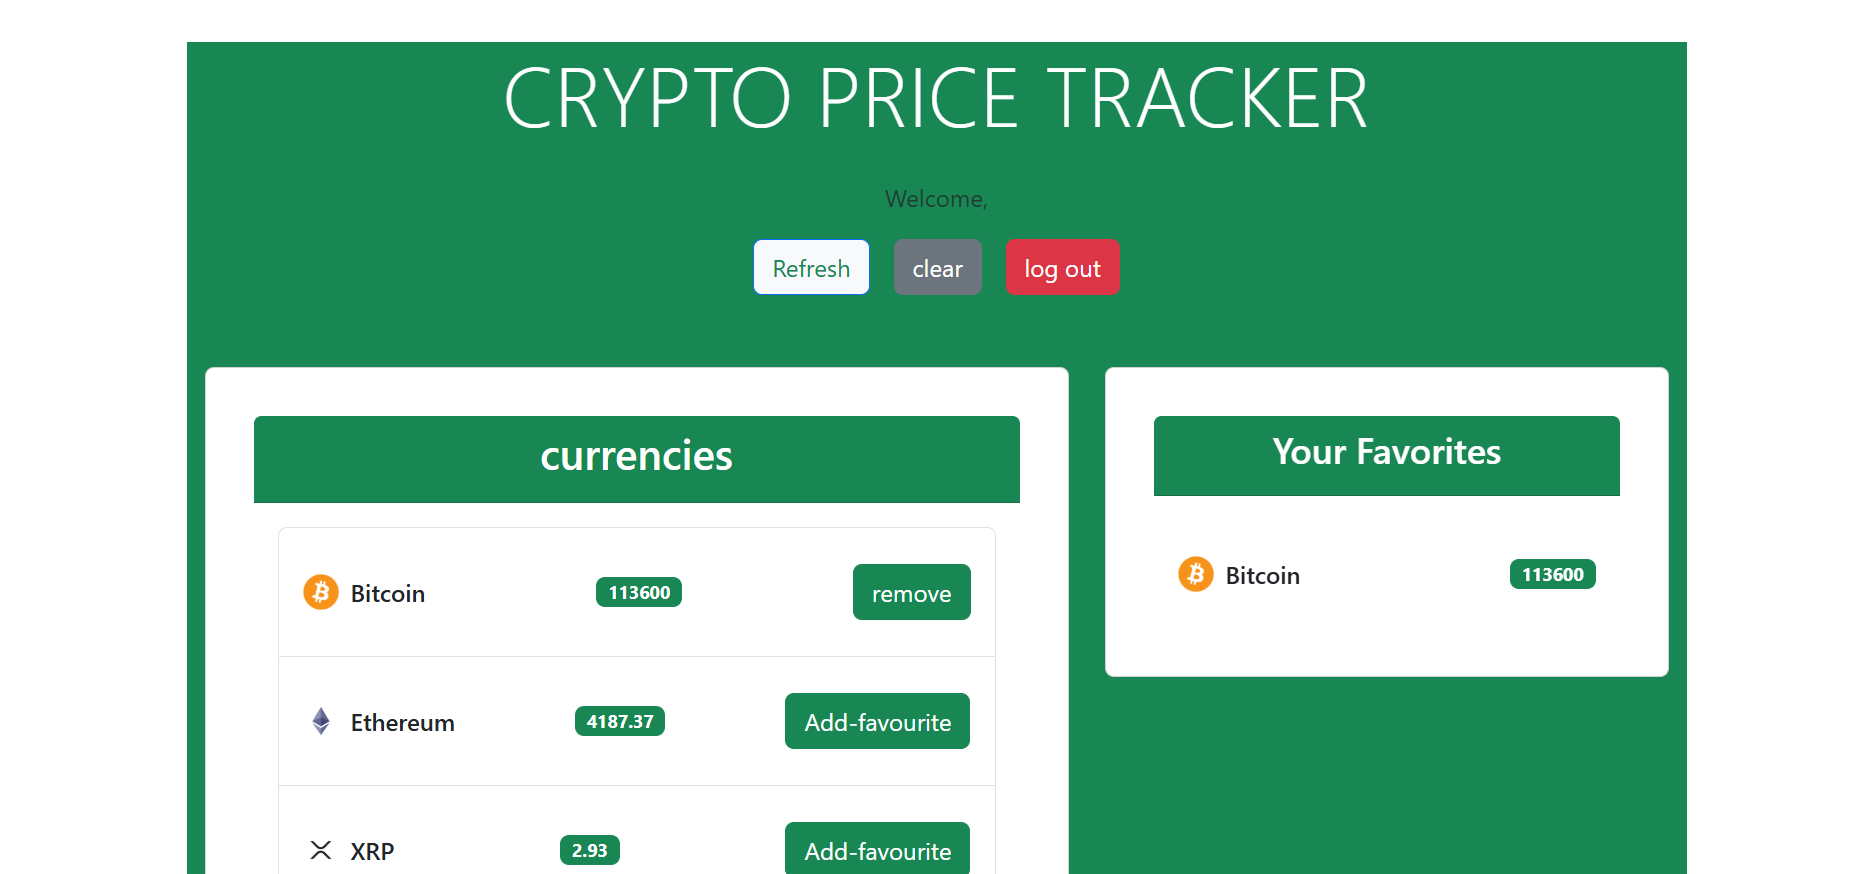 CRYPTO PRICE TRACKER
Welcome,
Refresh clear log out
currencies
Bitcoin 113600 remove
Ethereum 4187.37 Add-favourite
XRP 2.93 Add-favourite
Your Favorites
Bitcoin 113600